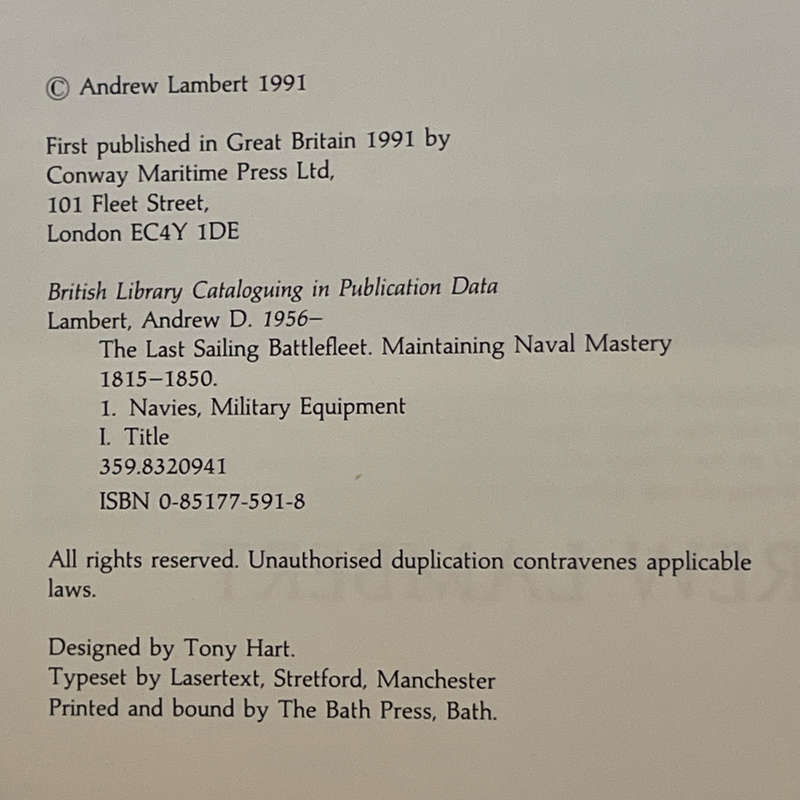 © Andrew Lambert 1991
First published in Great Britain 1991 by
Conway Maritime Press Ltd,
101 Fleet Street,
London EC4Y 1DE
British Library Cataloguing in Publication Data
Lambert, Andrew D. 1956–
The Last Sailing Battlefleet. Maintaining Naval Mastery
1815–1850.
1. Navies, Military Equipment
I. Title
359.8320941
ISBN 0-85177-591-8
All rights reserved. Unauthorised duplication contravenes applicable
laws.
Designed by Tony Hart.
Typeset by Lasertext, Stretford, Manchester
Printed and bound by The Bath Press, Bath.